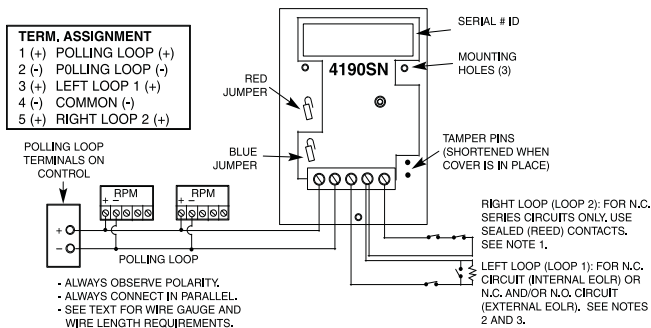 TERM. ASSIGNMENT
1 (+) POLLING LOOP (+)
2 (-) P0LLING LOOP (-)
3 (+) LEFT LOOP 1 (+)
4 (-) COMMON (-)
5 (+) RIGHT LOOP 2 (+)
SERIAL # ID
4190SN
MOUNTING
HOLES (3)
RED
JUMPER
BLUE
JUMPER
TAMPER PINS
(SHORTENED WHEN
COVER IS IN PLACE)
POLLING LOOP
TERMINALS ON
CONTROL
RPM
+ −
RPM
+ −
+
−
POLLING LOOP
RIGHT LOOP (LOOP 2): FOR N.C.
SERIES CIRCUITS ONLY. USE
SEALED (REED) CONTACTS.
SEE NOTE 1.
LEFT LOOP (LOOP 1): FOR N.C.
CIRCUIT (INTERNAL EOLR) OR
N.C. AND/OR N.O. CIRCUIT
(EXTERNAL EOLR). SEE NOTES
2 AND 3.
- ALWAYS OBSERVE POLARITY.
- ALWAYS CONNECT IN PARALLEL.
- SEE TEXT FOR WIRE GAUGE AND
WIRE LENGTH REQUIREMENTS.